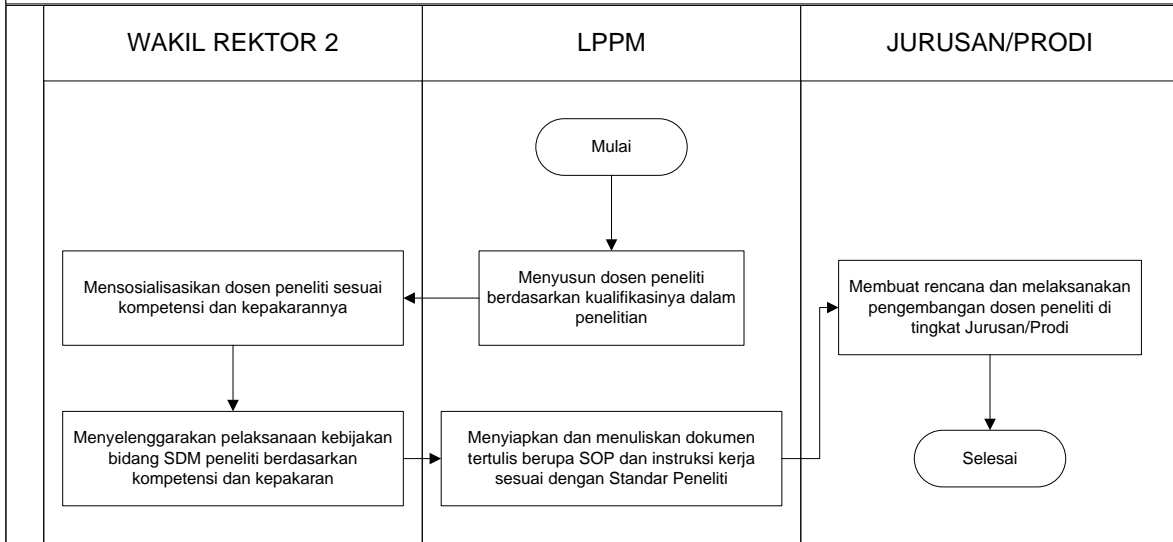 WAKIL REKTOR 2
LPPM
JURUSAN/PRODI
Mulai
Menyusun dosen peneliti
berdasarkan kualifikasinya dalam
penelitian
Mensosialisasikan dosen peneliti sesuai
kompetensi dan kepakarannya
Menyelenggarakan pelaksanaan kebijakan
bidang SDM peneliti berdasarkan
kompetensi dan kepakaran
Menyiapkan dan menuliskan dokumen
tertulis berupa SOP dan instruksi kerja
sesuai dengan Standar Peneliti
Membuat rencana dan melaksanakan
pengembangan dosen peneliti di
tingkat Jurusan/Prodi
Selesai